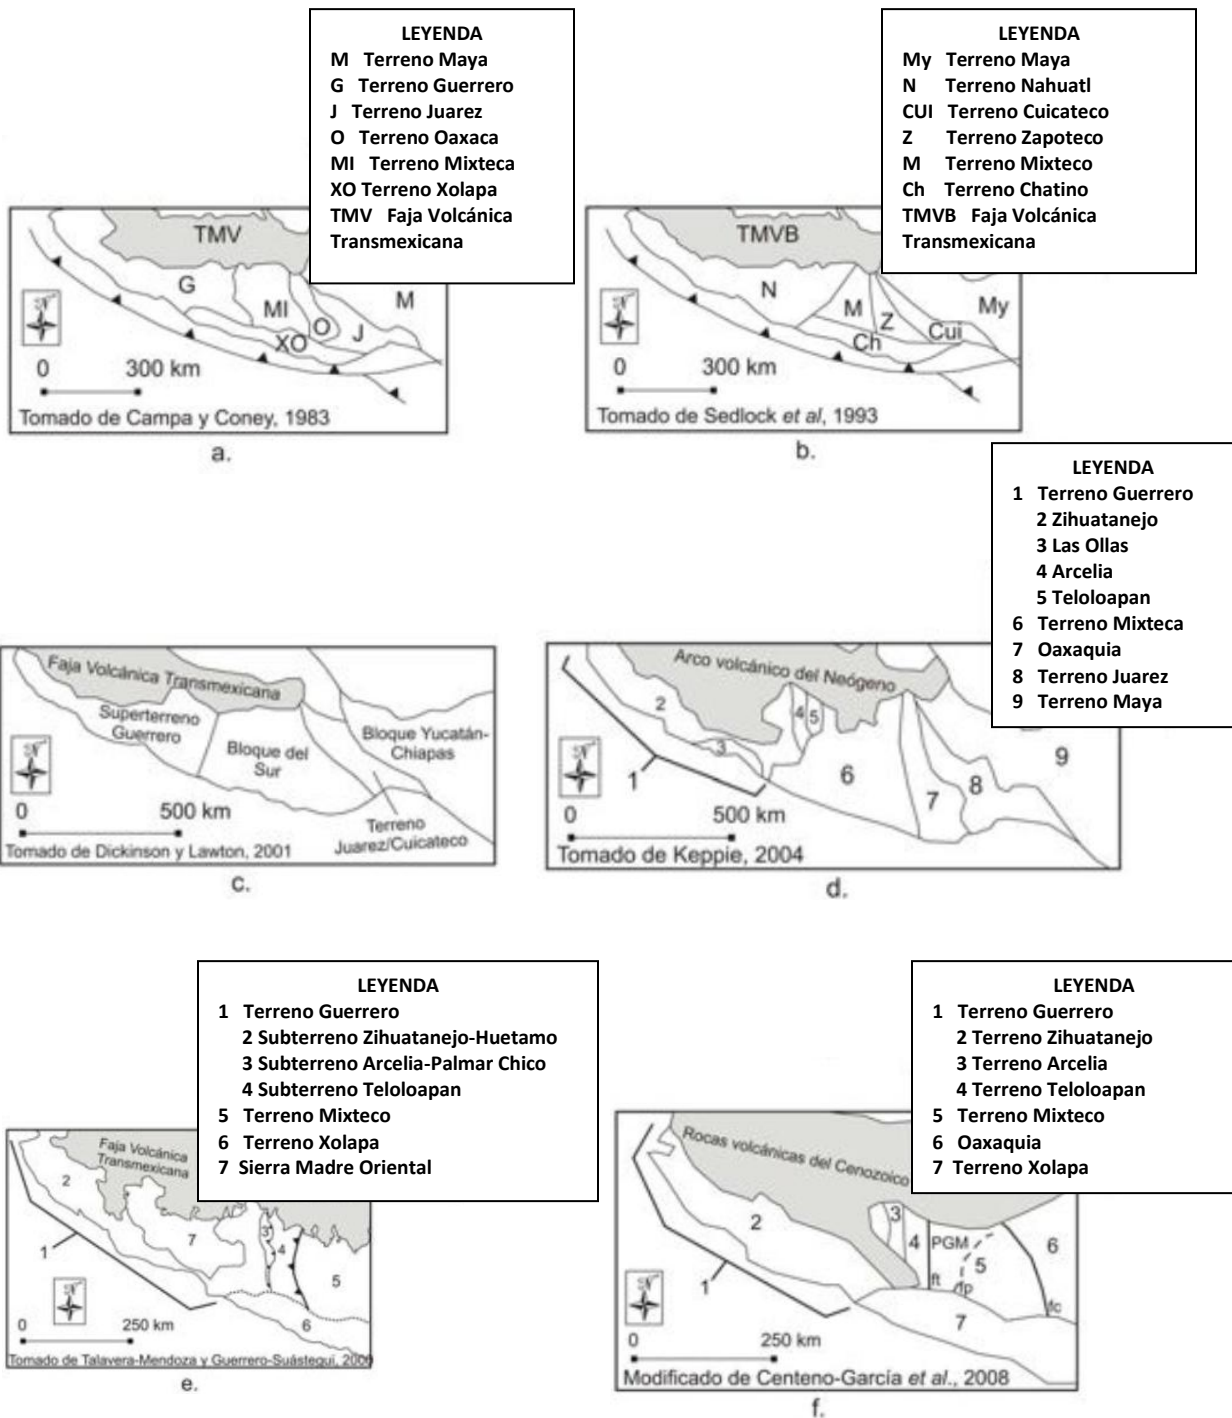 LEYENDA
M Terreno Maya
G Terreno Guerrero
J Terreno Juarez
O Terreno Oaxaca
MI Terreno Mixteca
XO Terreno Xolapa
TMV Faja Volcánica
Transmexicana
TMV
G
MI
O
J
M
XO
N
0 300 km
Tomado de Campa y Coney, 1983
a.
LEYENDA
My Terreno Maya
N Terreno Nahuatl
CUI Terreno Cuicateco
Z Terreno Zapoteco
M Terreno Mixteco
Ch Terreno Chatino
TMVB Faja Volcánica
Transmexicana
TMVB
N
M
Z
My
Cui
Ch
N
0 300 km
Tomado de Sedlock et al, 1993
b.
Faja Volcánica Transmexicana
Superterreno
Guerrero
Bloque del
Sur
Bloque Yucatán-
Chiapas
N
0 500 km
Terreno
Juarez/Cuicateco
Tomado de Dickinson y Lawton, 2001
c.
LEYENDA
1 Terreno Guerrero
2 Zihuatanejo
3 Las Ollas
4 Arcelia
5 Teloloapan
6 Terreno Mixteca
7 Oaxaquia
8 Terreno Juarez
9 Terreno Maya
Arco volcánico del Neógeno
2
4
5
3
1
6
7
8
9
N
0 500 km
Tomado de Keppie, 2004
d.
LEYENDA
1 Terreno Guerrero
2 Subterreno Zihuatanejo-Huetamo
3 Subterreno Arcelia-Palmar Chico
4 Subterreno Teloloapan
5 Terreno Mixteco
6 Terreno Xolapa
7 Sierra Madre Oriental
Faja Volcánica
Transmexicana
2
7
3
4
1
5
6
N
0 250 km
Tomado de Talavera-Mendoza y Guerrero-Suástegui, 2000
e.
LEYENDA
1 Terreno Guerrero
2 Terreno Zihuatanejo
3 Terreno Arcelia
4 Terreno Teloloapan
5 Terreno Mixteco
6 Oaxaquia
7 Terreno Xolapa
Rocas volcánicas del Cenozoico
2
3
4
PGM
5
6
ft
fp
fc
1
7
N
0 250 km
Modificado de Centeno-García et al., 2008
f.